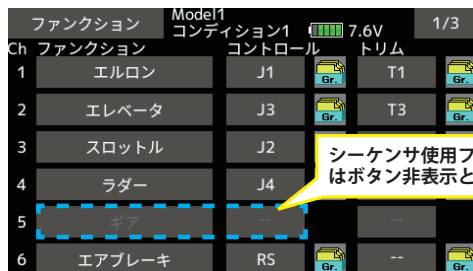 ファンクション Model1 コンディション1 7.6V 1/3
Ch ファンクション コントロール トリム
1 エルロン J1 Gr. T1 Gr.
2 エレベータ J3 Gr. T3 Gr.
3 スロットル J2
4 ラダー J4
シーケンサ使用フ
はボタン非表示と
5 ギア -- --
6 エアブレーキ RS Gr. -- Gr.